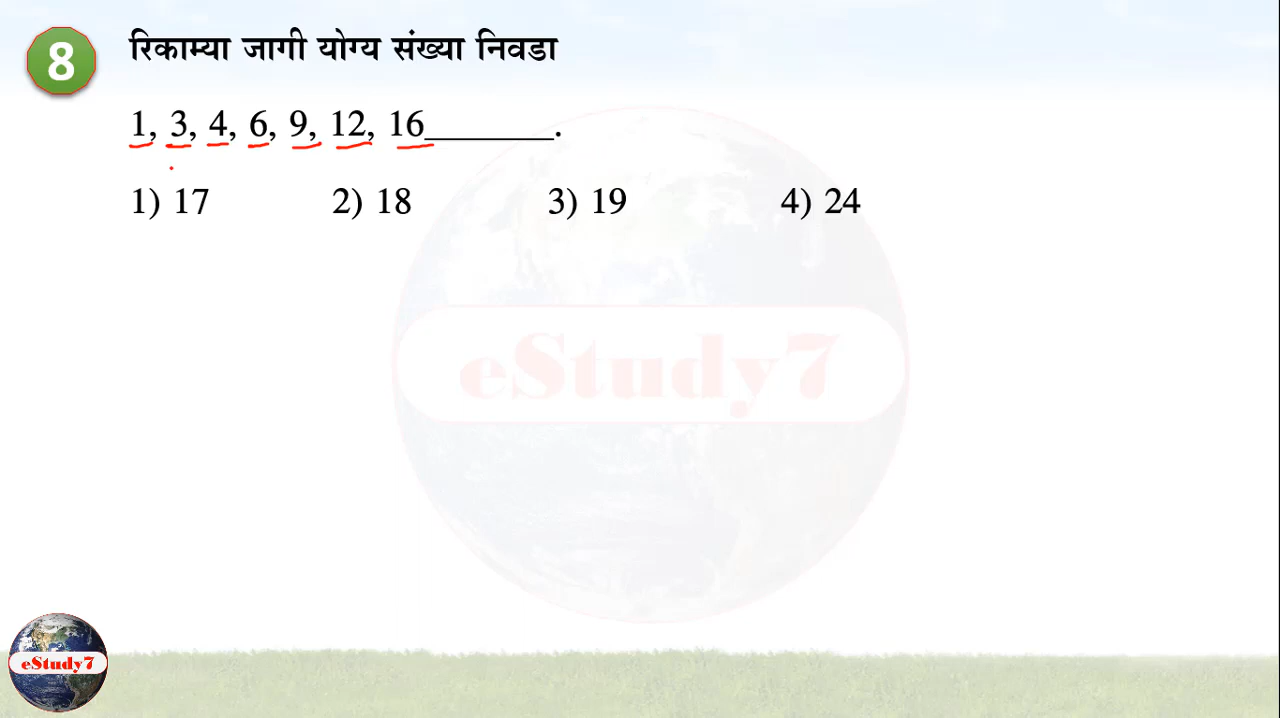 8 रिकाम्या जागी योग्य संख्या निवडा
1, 3, 4, 6, 9, 12, 16_______.
1) 17 2) 18 3) 19 4) 24
eStudy7
eStudy7